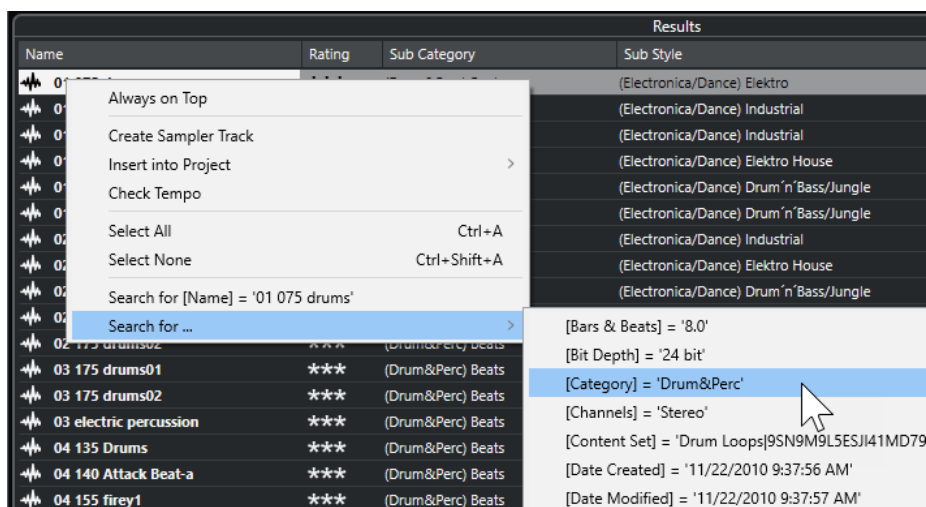 Results
Name Rating Sub Category Sub Style
(Electronica/Dance) Elektro
Always on Top
(Electronica/Dance) Industrial
Create Sampler Track
(Electronica/Dance) Industrial
Insert into Project >
(Electronica/Dance) Elektro House
Check Tempo
(Electronica/Dance) Drum´n´Bass/Jungle
(Electronica/Dance) Drum´n´Bass/Jungle
Select All Ctrl+A
(Electronica/Dance) Industrial
Select None Ctrl+Shift+A
(Electronica/Dance) Elektro House
Search for [Name] = '01 075 drums'
(Electronica/Dance) Drum´n´Bass/Jungle
Search for ... >
[Bars & Beats] = '8.0'
02 175 drums02 *** (Drum&Perc) Beats
[Bit Depth] = '24 bit'
03 175 drums01 *** (Drum&Perc) Beats
[Category] = 'Drum&Perc'
03 175 drums02 *** (Drum&Perc) Beats
[Channels] = 'Stereo'
03 electric percussion *** (Drum&Perc) Beats
[Content Set] = 'Drum Loops|9SN9M9L5ESJI41MD79
04 135 Drums *** (Drum&Perc) Beats
[Date Created] = '11/22/2010 9:37:56 AM'
04 140 Attack Beat-a *** (Drum&Perc) Beats
[Date Modified] = '11/22/2010 9:37:57 AM'
04 155 firey1 *** (Drum&Perc) Beats